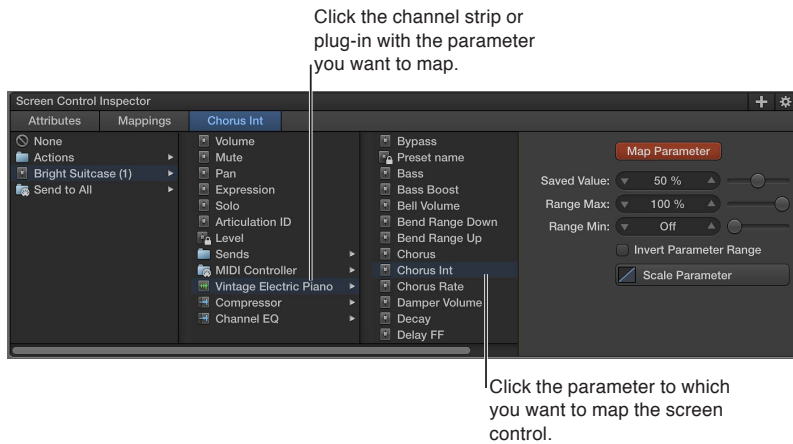 Click the channel strip or
plug-in with the parameter
you want to map.
Screen Control Inspector
Attributes
Mappings
Chorus Int
None
Actions
Bright Suitcase (1)
Send to All
Volume
Mute
Pan
Expression
Solo
Articulation ID
Level
Sends
MIDI Controller
Vintage Electric Piano
Compressor
Channel EQ
Bypass
Preset name
Bass
Bass Boost
Bell Volume
Bend Range Down
Bend Range Up
Chorus
Chorus Int
Chorus Rate
Damper Volume
Decay
Delay FF
Map Parameter
Saved Value: 50 %
Range Max: 100 %
Range Min: Off
Invert Parameter Range
Scale Parameter
Click the parameter to which
you want to map the screen
control.